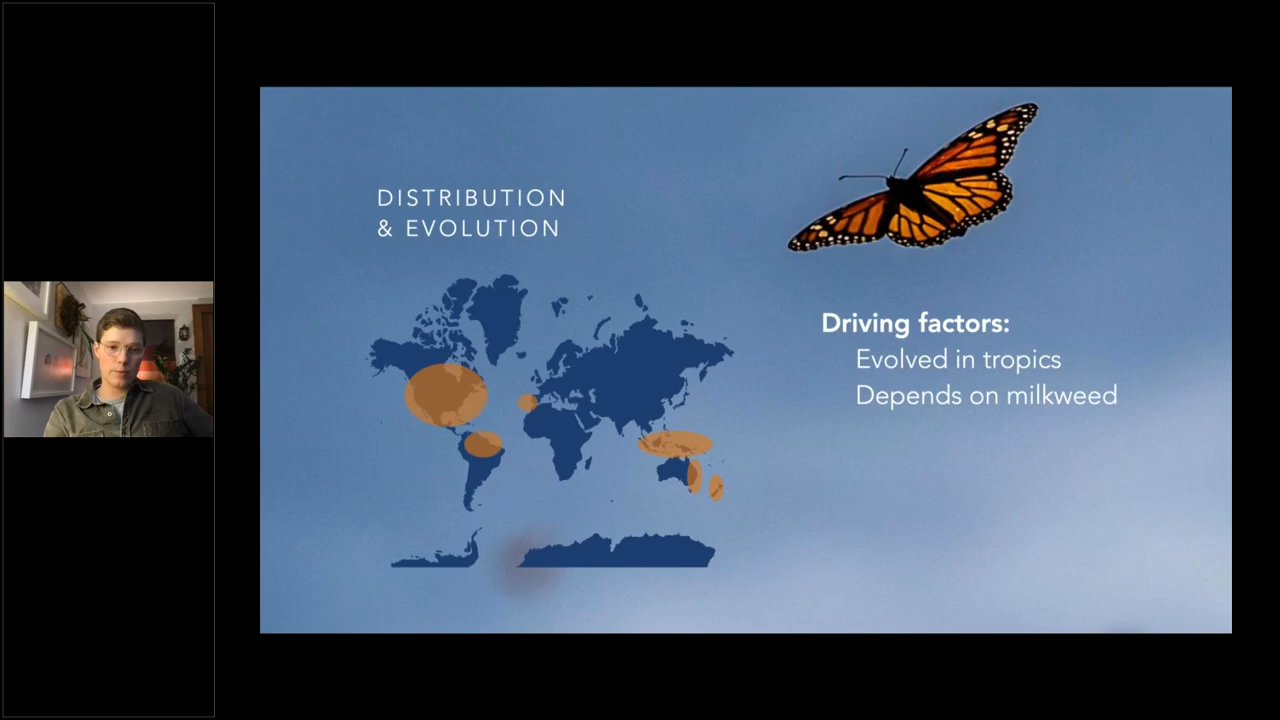 DISTRIBUTION
& EVOLUTION
Driving factors:
Evolved in tropics
Depends on milkweed